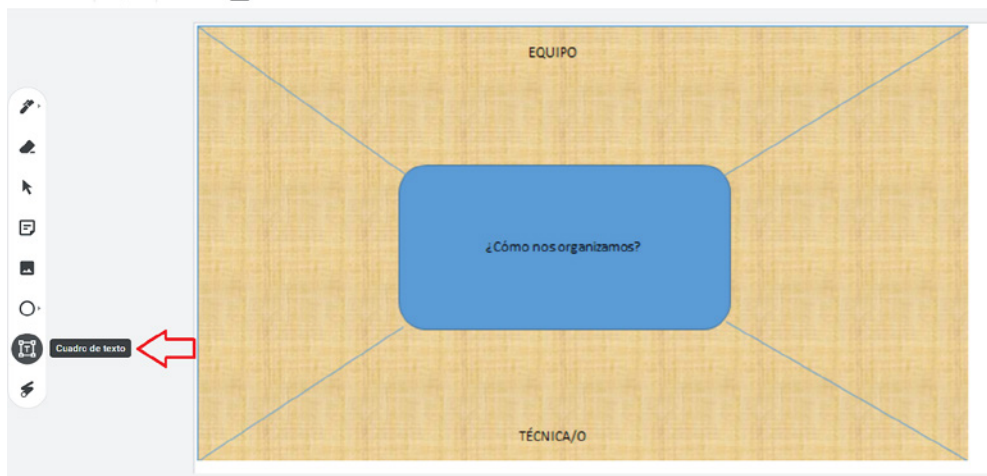 EQUIPO
¿Cómo nos organizamos?
Cuadro de texto
TÉCNICA/O